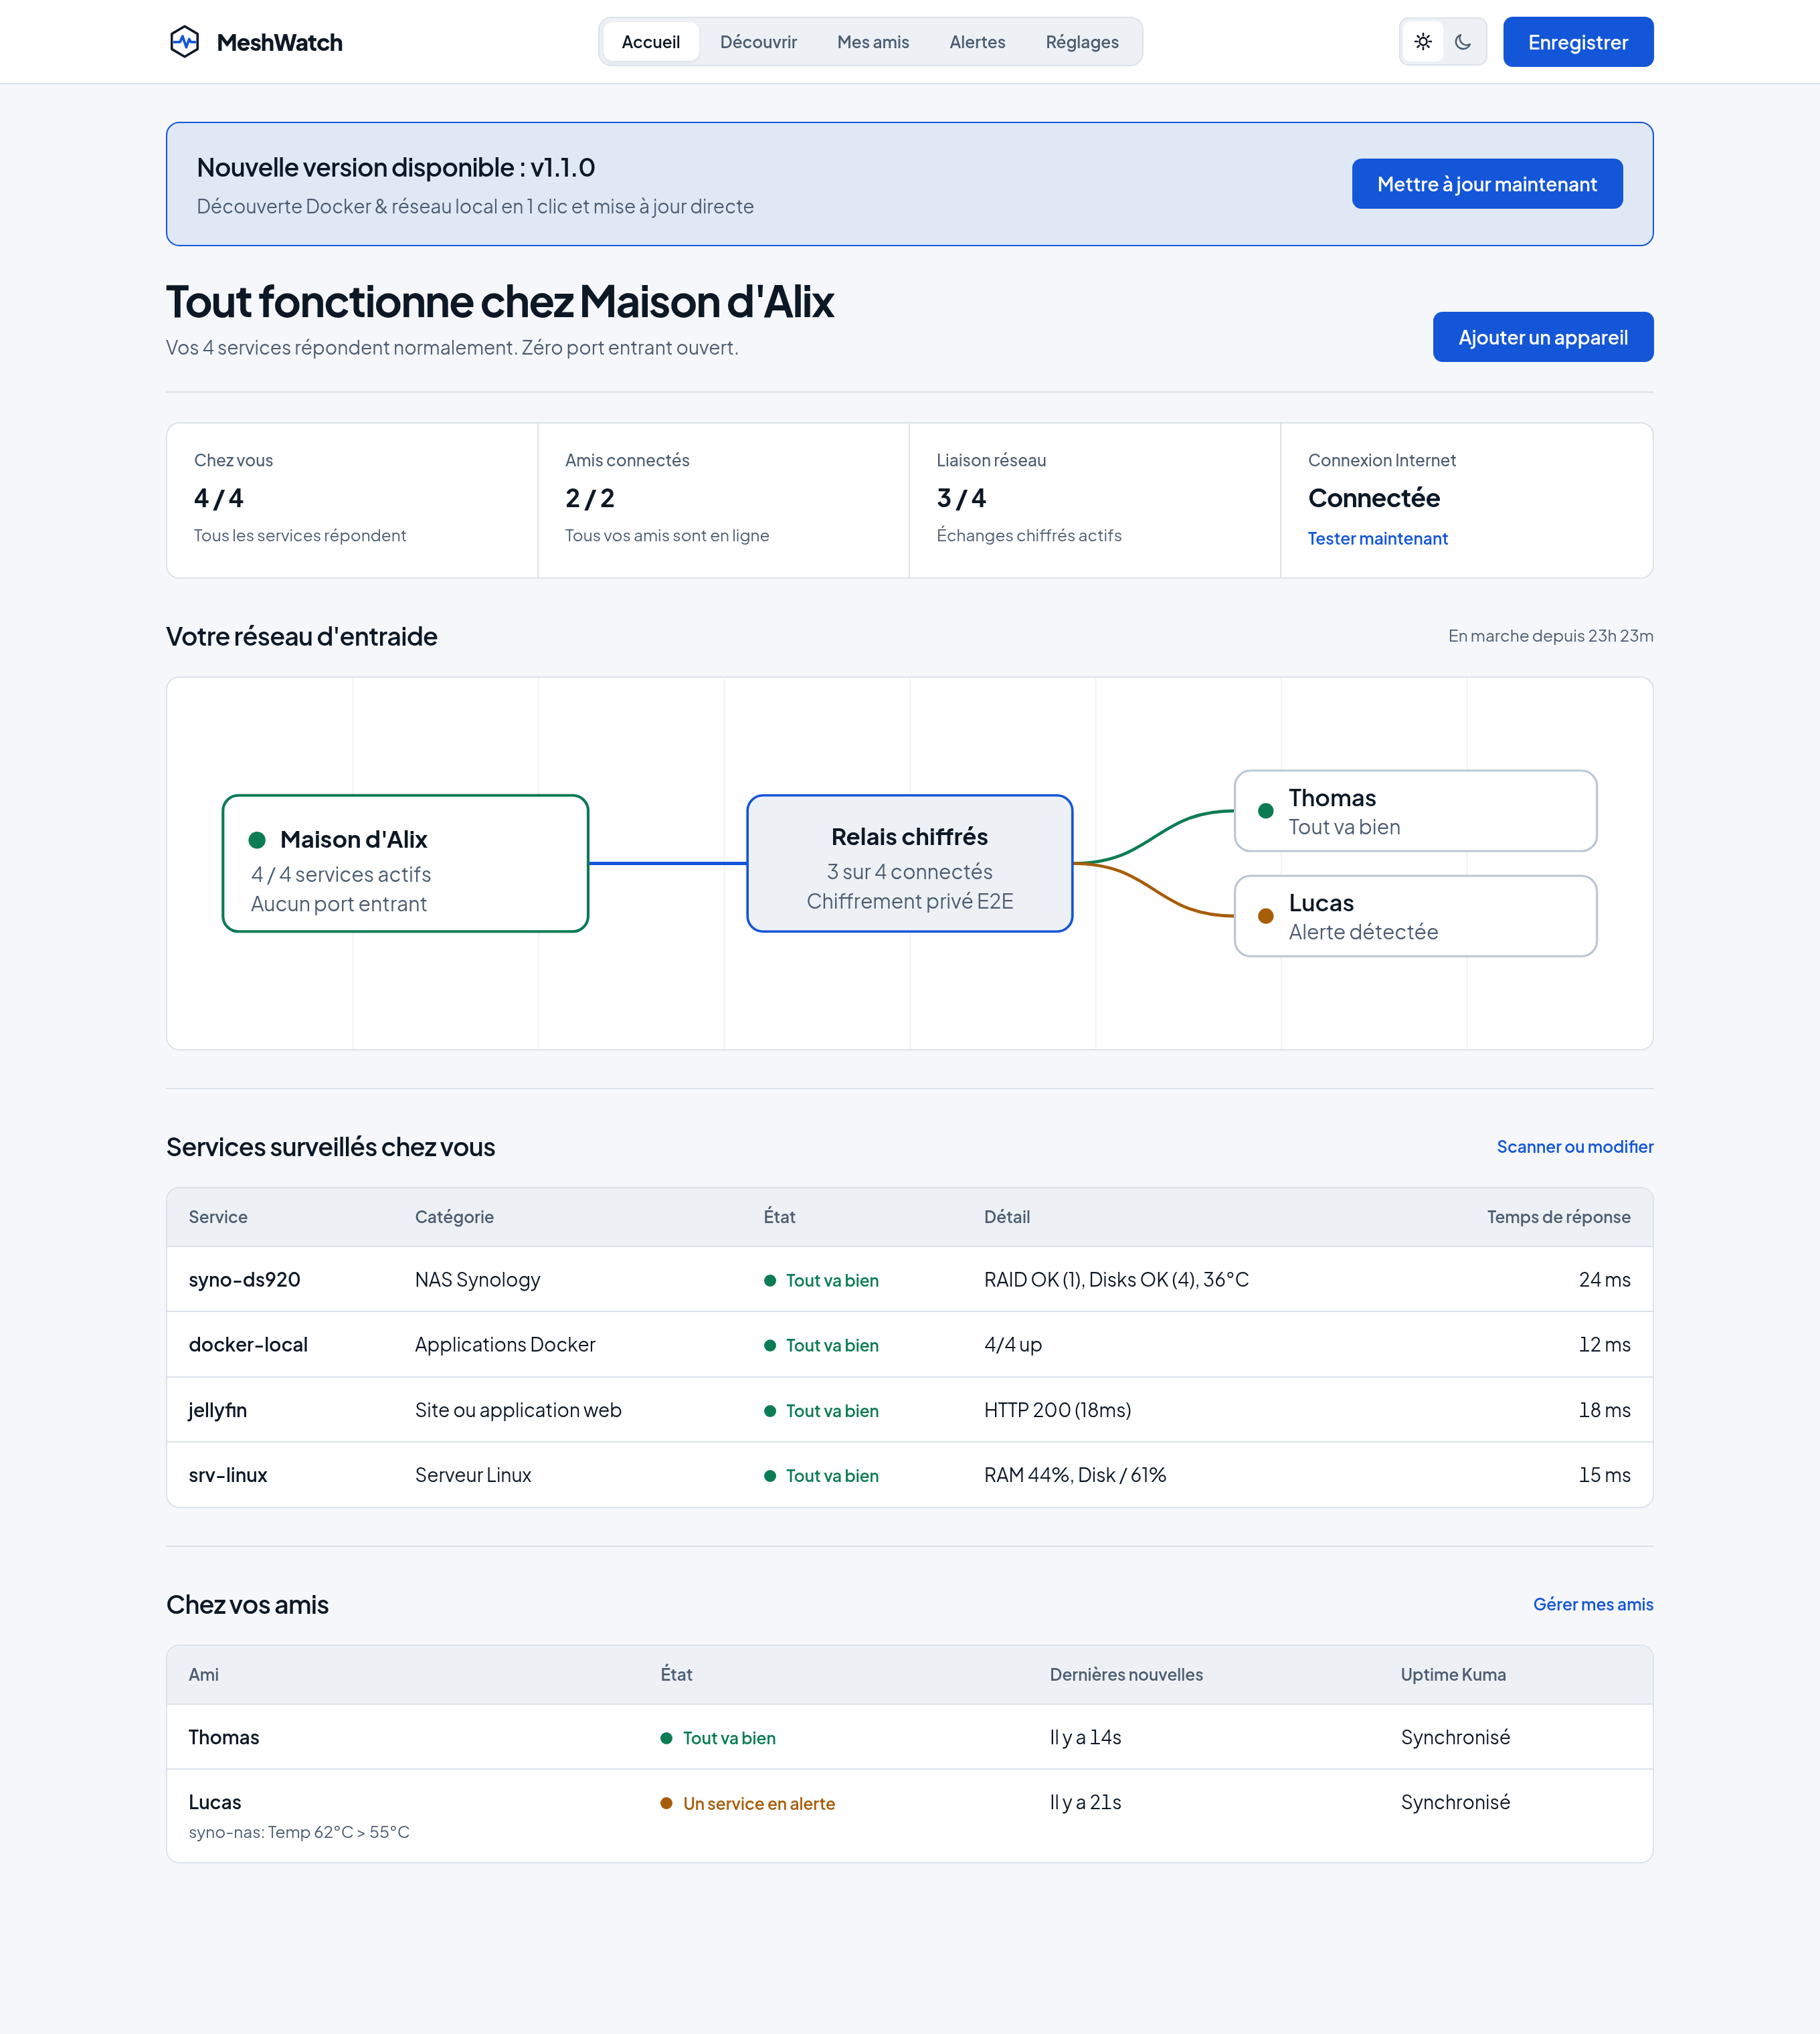 MeshWatch
Accueil
Découvrir
Mes amis
Alertes
Réglages
Enregistrer
Nouvelle version disponible : v1.1.0
Découverte Docker & réseau local en 1 clic et mise à jour directe
Mettre à jour maintenant
Tout fonctionne chez Maison d'Alix
Vos 4 services répondent normalement. Zéro port entrant ouvert.
Ajouter un appareil
Chez vous
4 / 4
Tous les services répondent
Amis connectés
2 / 2
Tous vos amis sont en ligne
Liaison réseau
3 / 4
Échanges chiffrés actifs
Connexion Internet
Connectée
Tester maintenant
Votre réseau d'entraide
En marche depuis 23h 23m
Maison d'Alix
4 / 4 services actifs
Aucun port entrant
Relais chiffrés
3 sur 4 connectés
Chiffrement privé E2E
Thomas
Tout va bien
Lucas
Alerte détectée
Services surveillés chez vous
Scanner ou modifier
Service Catégorie État Détail Temps de réponse
syno-ds920 NAS Synology Tout va bien RAID OK (1), Disks OK (4), 36°C 24 ms
docker-local Applications Docker Tout va bien 4/4 up 12 ms
jellyfin Site ou application web Tout va bien HTTP 200 (18ms) 18 ms
srv-linux Serveur Linux Tout va bien RAM 44%, Disk / 61% 15 ms
Chez vos amis
Gérer mes amis
Ami État Dernières nouvelles Uptime Kuma
Thomas Tout va bien Il y a 14s Synchronisé
Lucas Un service en alerte Il y a 21s Synchronisé
syno-nas: Temp 62°C > 55°C